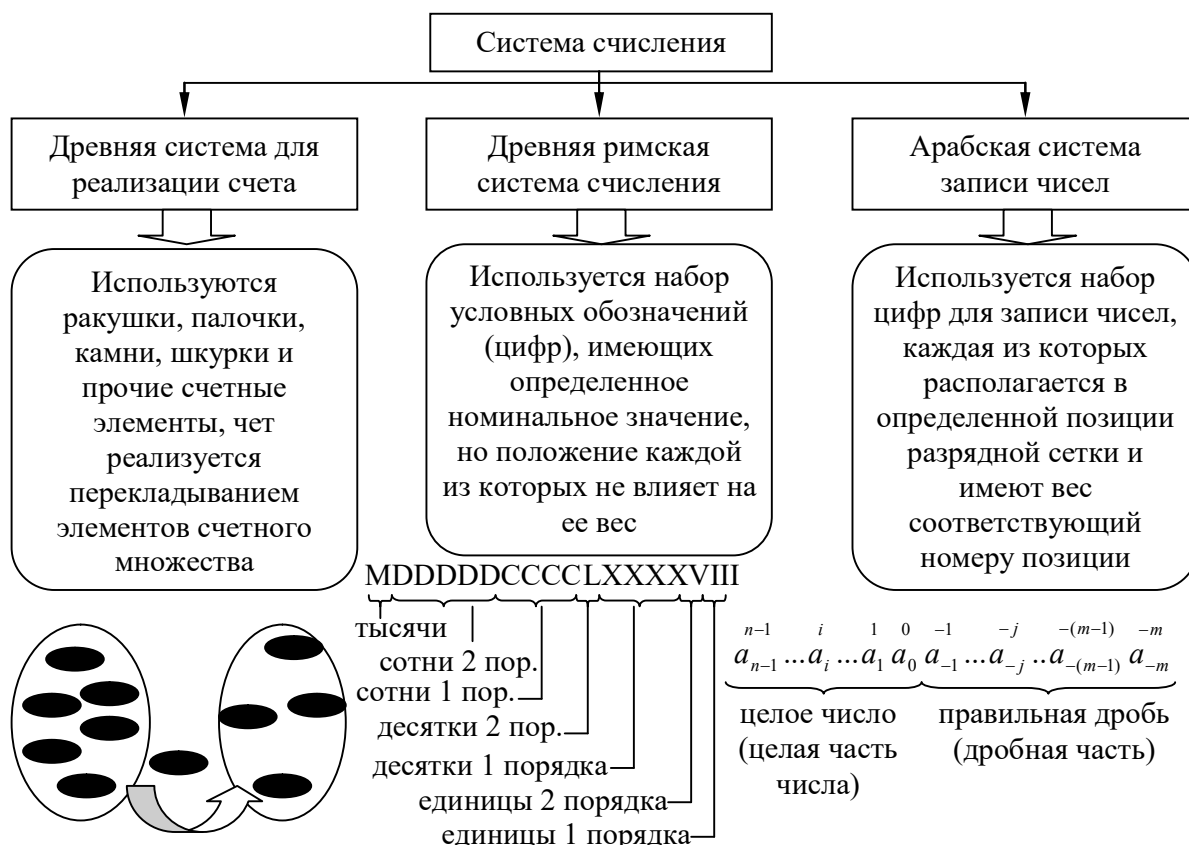 Система счисления
Древняя система для
реализации счета
Древняя римская
система счисления
Арабская система
записи чисел
Используются
ракушки, палочки,
камни, шкурки и
прочие счетные
элементы, чет
реализуется
перекладыванием
элементов счетного
множества
Используется набор
условных обозначений
(цифр), имеющих
определенное
номинальное значение,
но положение каждой
из которых не влияет на
ее вес
Используется набор
цифр для записи чисел,
каждая из которых
располагается в
определенной позиции
разрядной сетки и
имеют вес
соответствующий
номеру позиции
MDDDDDCCCCLXXXXVIII
тысячи
сотни 2 пор.
сотни 1 пор.
десятки 2 пор.
десятки 1 порядка
единицы 2 порядка
единицы 1 порядка
n-1 i 1 0 -1 -j -(m-1) -m
a_{n-1} ...a_i ...a_1 a_0 a_{-1} ...a_{-j} ..a_{-(m-1)} a_{-m}
целое число
(целая часть
числа)
правильная дробь
(дробная часть)